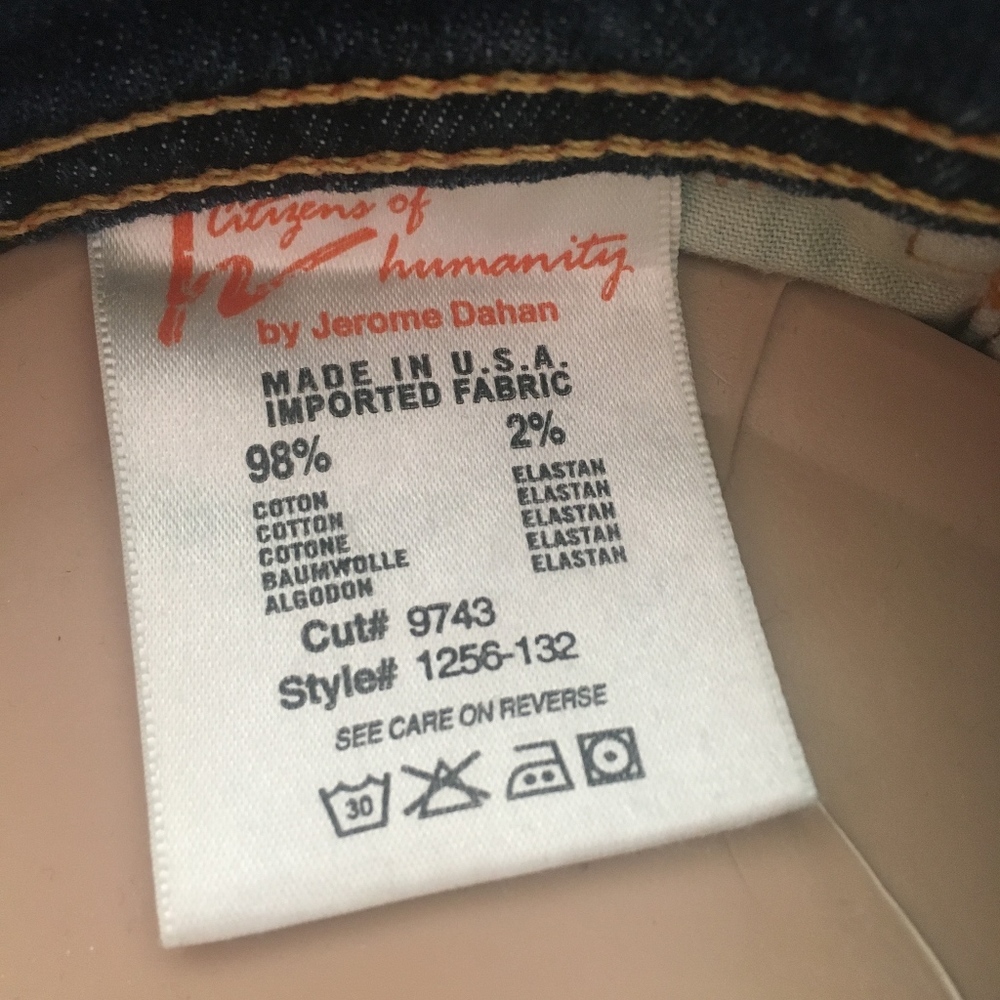 Citizens of
humanity
by Jerome Dahan
MADE IN U.S.A.
IMPORTED FABRIC
98% 2%
COTON ELASTAN
COTTON ELASTAN
COTONE ELASTAN
BAUMWOLLE ELASTAN
ALGODON ELASTAN
Cut# 9743
Style# 1256-132
SEE CARE ON REVERSE
30